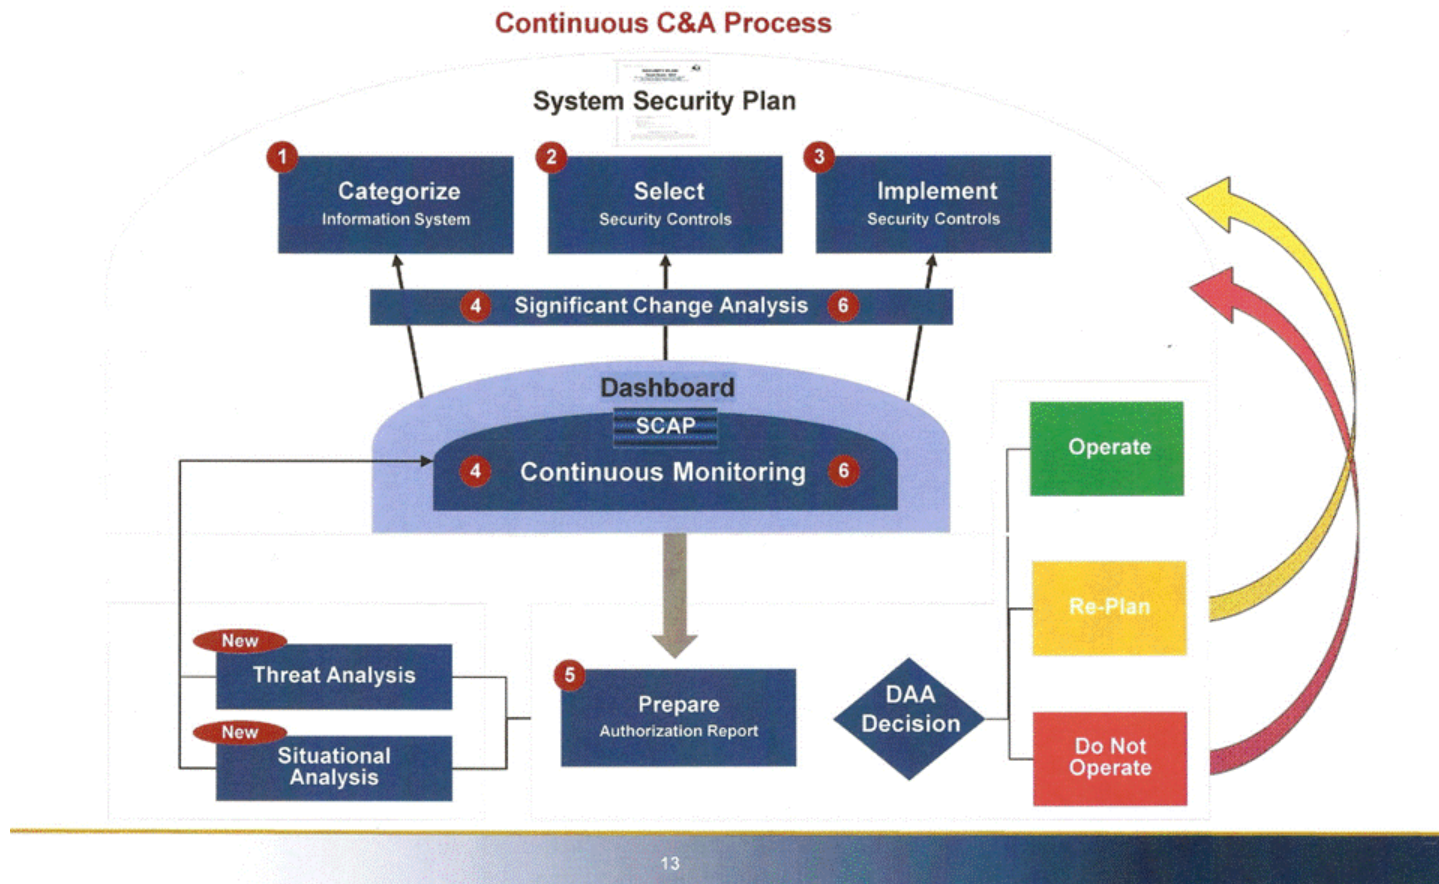 Continuous C&A Process
System Security Plan
1
Categorize
Information System
2
Select
Security Controls
3
Implement
Security Controls
4 Significant Change Analysis 6
Dashboard
SCAP
4 Continuous Monitoring 6
New
Threat Analysis
New
Situational
Analysis
5
Prepare
Authorization Report
DAA
Decision
Operate
Re-Plan
Do Not
Operate
13